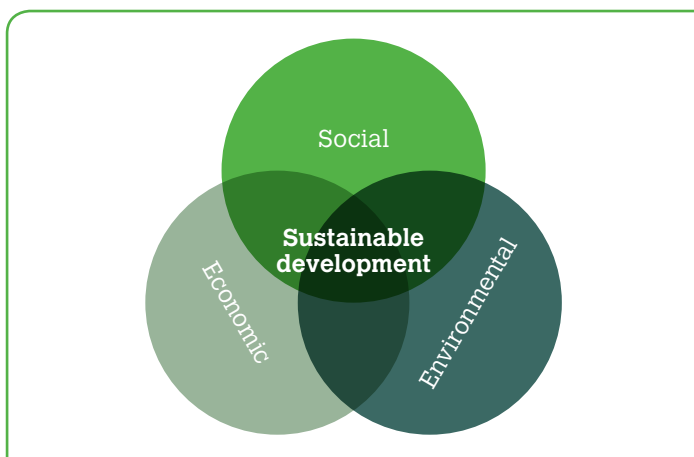 Social
Sustainable
development
Economic
Environmental